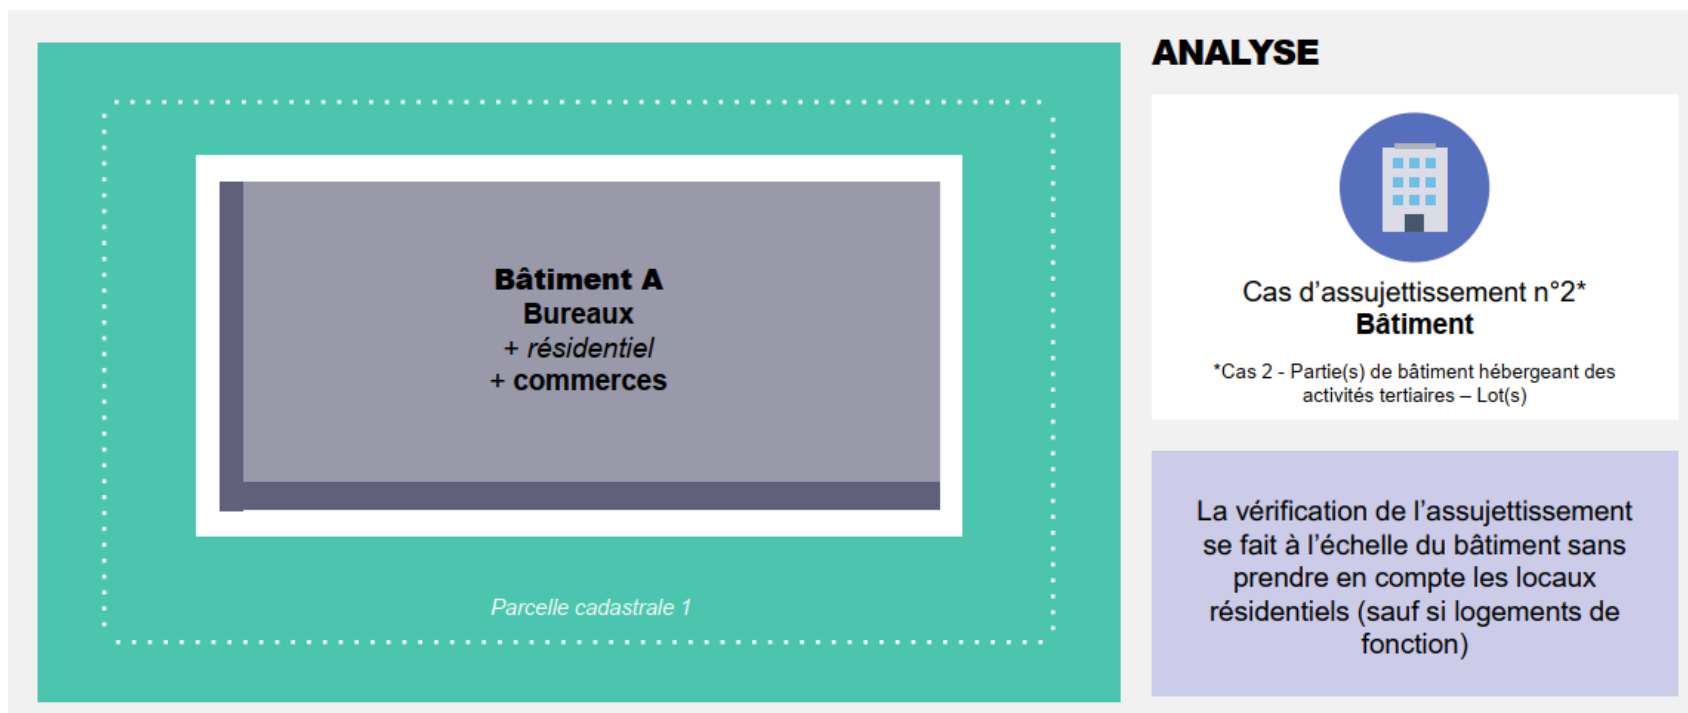 Bâtiment A
Bureaux
+ résidentiel
+ commerces
Parcelle cadastrale 1
ANALYSE
Cas d'assujettissement n°2*
Bâtiment
*Cas 2 - Partie(s) de bâtiment hébergeant des
activités tertiaires – Lot(s)
La vérification de l'assujettissement
se fait à l'échelle du bâtiment sans
prendre en compte les locaux
résidentiels (sauf si logements de
fonction)